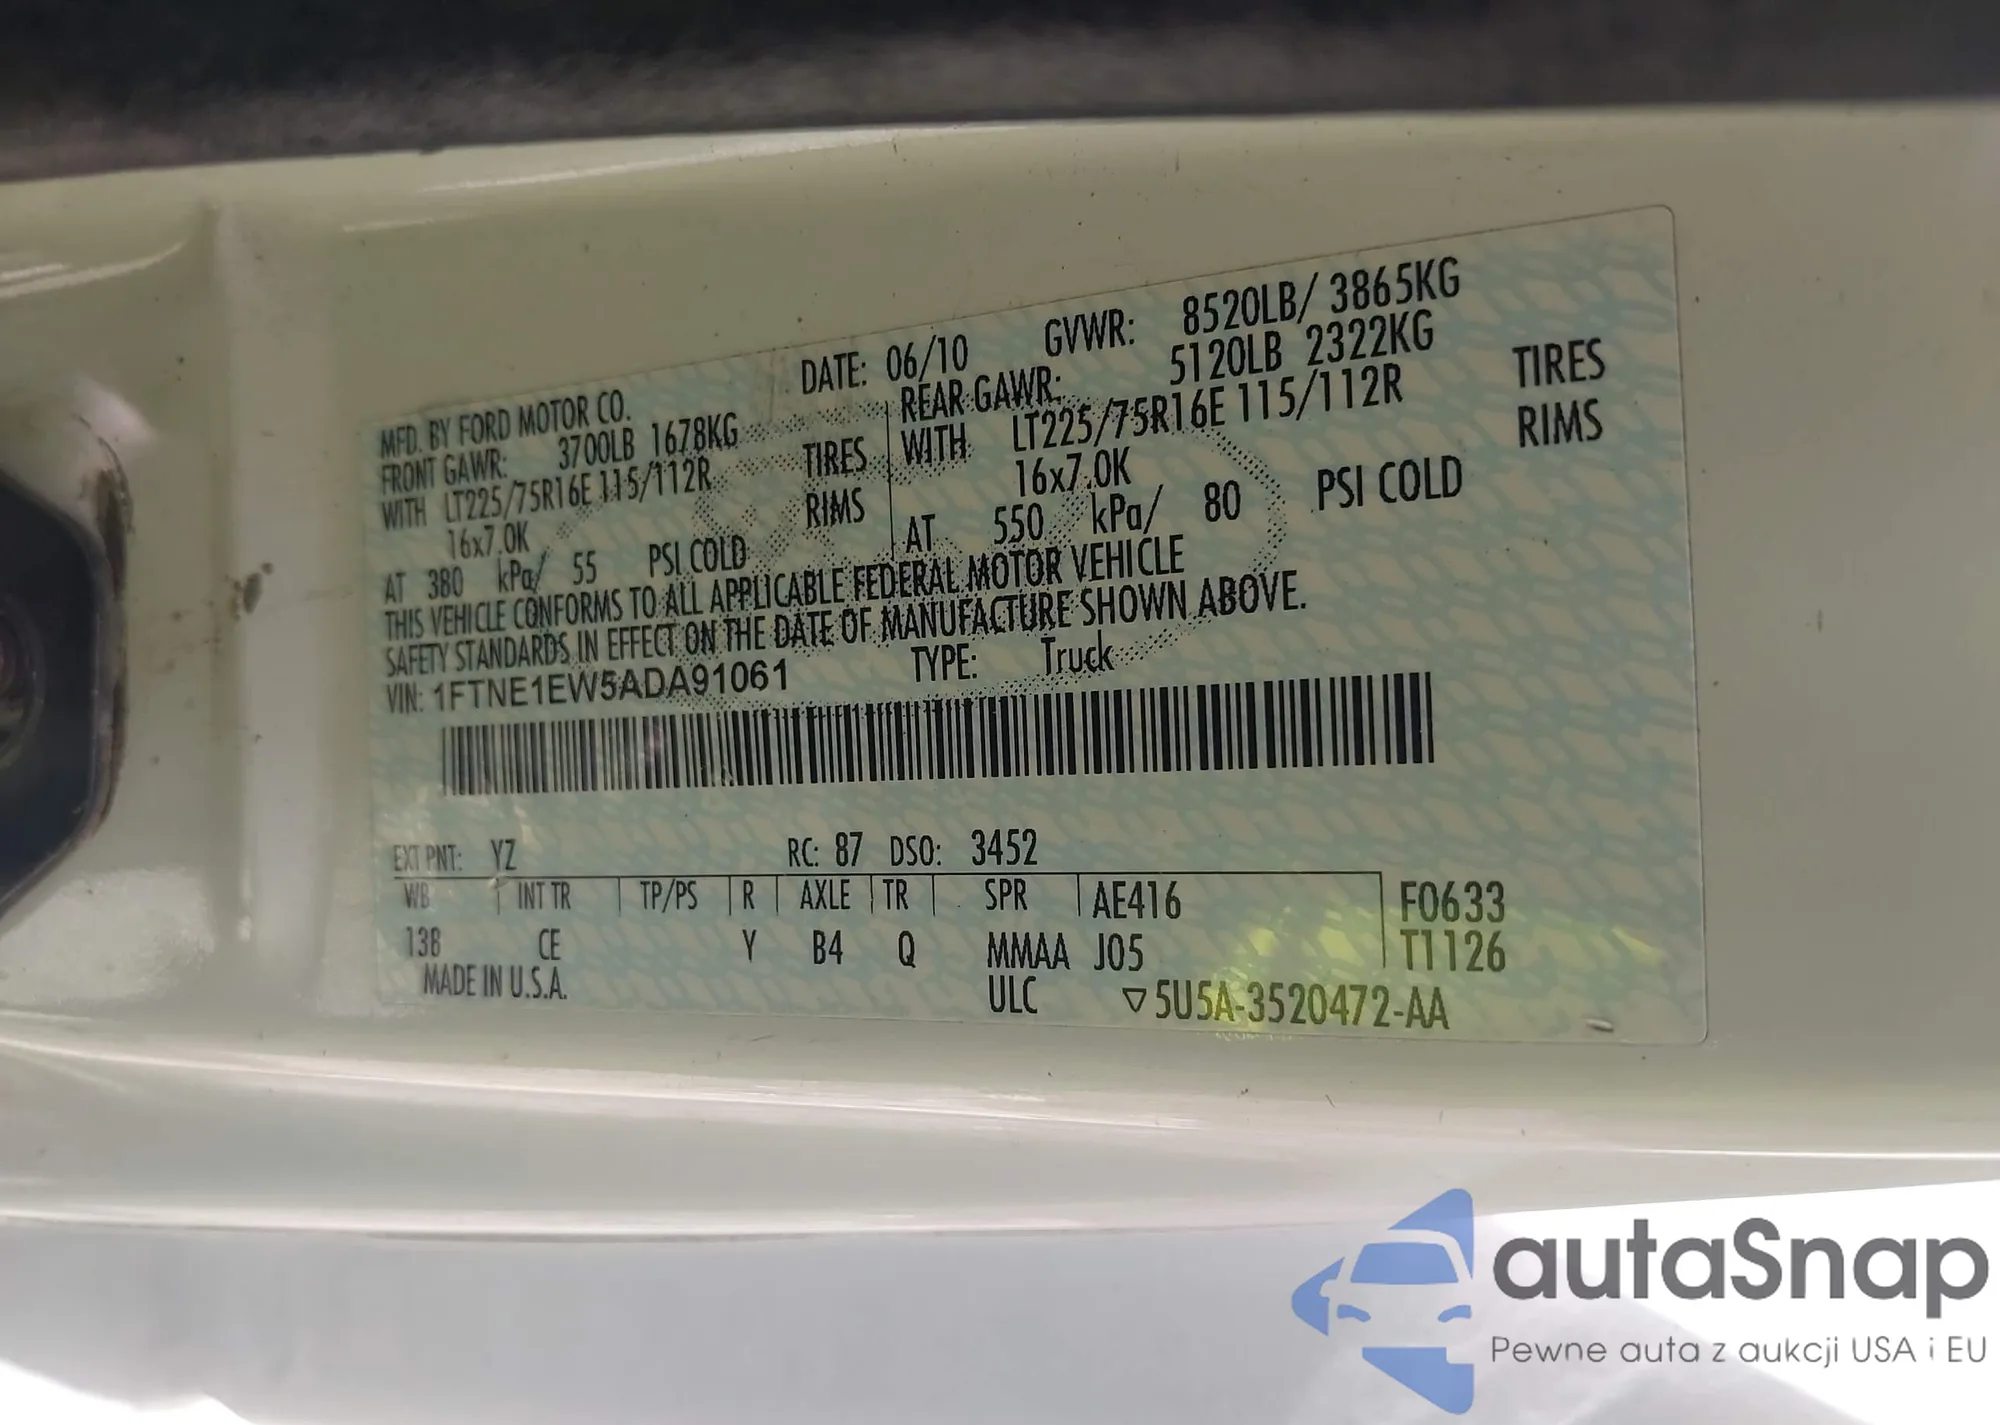 MFD. BY FORD MOTOR CO.
DATE: 06/10
GVWR: 8520LB/ 3865KG
FRONT GAWR: 3700LB 1678KG
REAR GAWR: 5120LB 2322KG
WITH LT225/75R16E 115/112R TIRES
WITH LT225/75R16E 115/112R TIRES
16x7.0K RIMS
16x7.0K RIMS
AT 380 kPa/ 55 PSI COLD
AT 550 kPa/ 80 PSI COLD
THIS VEHICLE CONFORMS TO ALL APPLICABLE FEDERAL MOTOR VEHICLE
SAFETY STANDARDS IN EFFECT ON THE DATE OF MANUFACTURE SHOWN ABOVE.
VIN: 1FTNE1EW5ADA91061 TYPE: Truck
EXT PNT: YZ RC: 87 DSO: 3452
WB INT TR TP/PS R AXLE TR SPR AE416 F0633
138 CE Y B4 Q MMAA J05 T1126
MADE IN U.S.A. ULC ▽5U5A-3520472-AA
autaSnap
Pewne auta z aukcji USA i EU